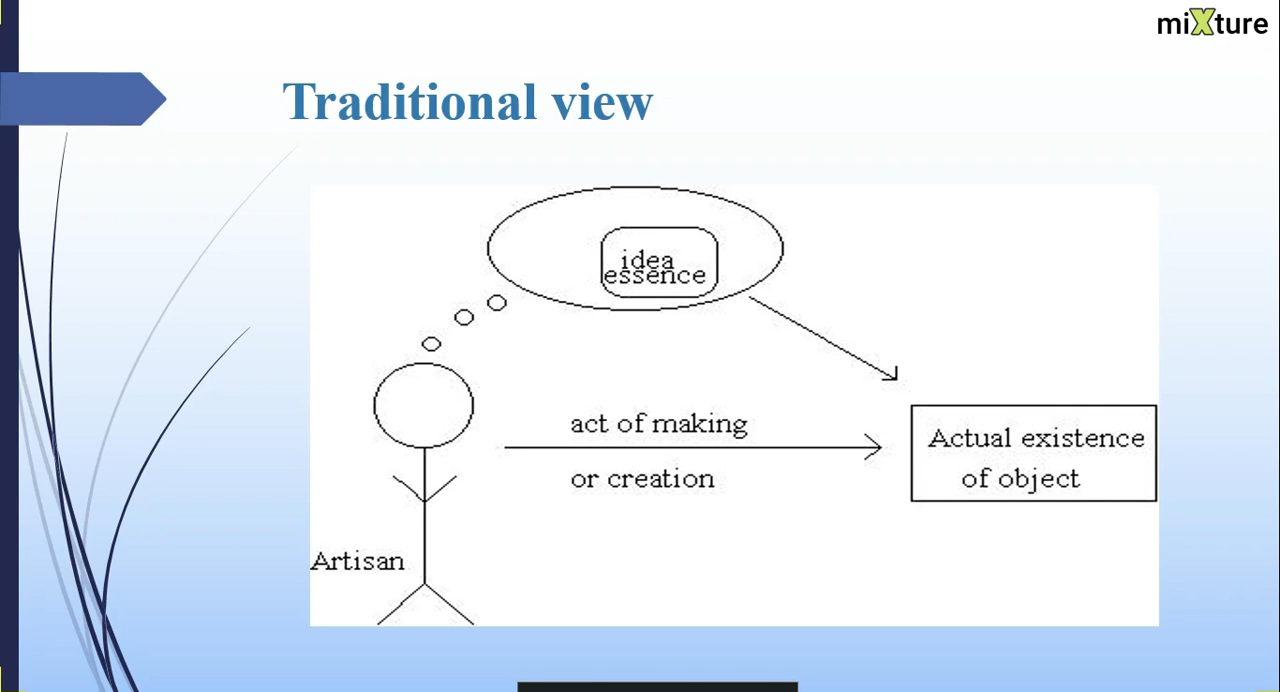 miXture
Traditional view
idea
essence
act of making
or creation
Actual existence
of object
Artisan